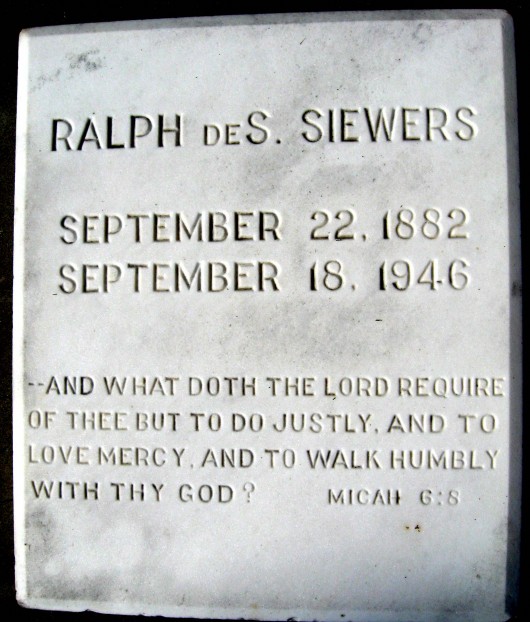 RALPH DES. SIEWERS
SEPTEMBER 22, 1882
SEPTEMBER 18, 1946
--AND WHAT DOTH THE LORD REQUIRE
OF THEE BUT TO DO JUSTLY, AND TO
LOVE MERCY, AND TO WALK HUMBLY
WITH THY GOD? MICAH 6:8